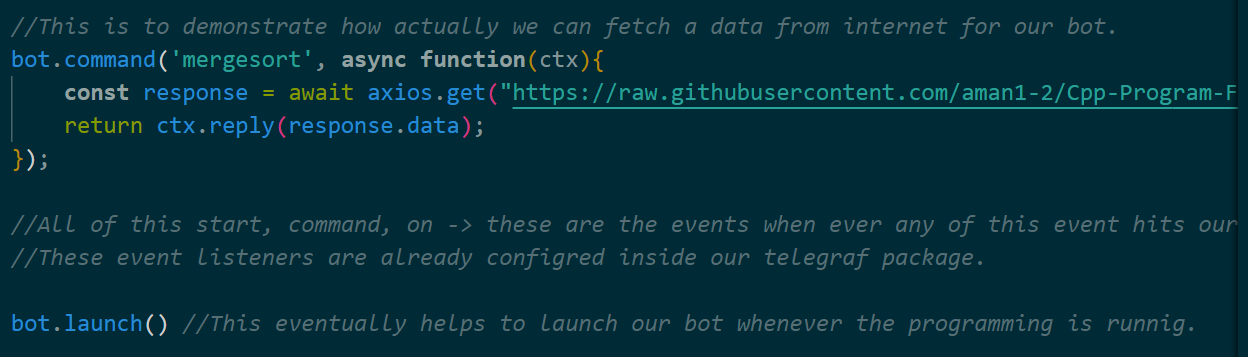 //This is to demonstrate how actually we can fetch a data from internet for our bot.
bot.command('mergesort', async function(ctx){
    const response = await axios.get("https://raw.githubusercontent.com/aman1-2/Cpp-Program-F
    return ctx.reply(response.data);
});
//All of this start, command, on -> these are the events when ever any of this event hits our
//These event listeners are already configred inside our telegraf package.
bot.launch() //This eventually helps to launch our bot whenever the programming is runnig.